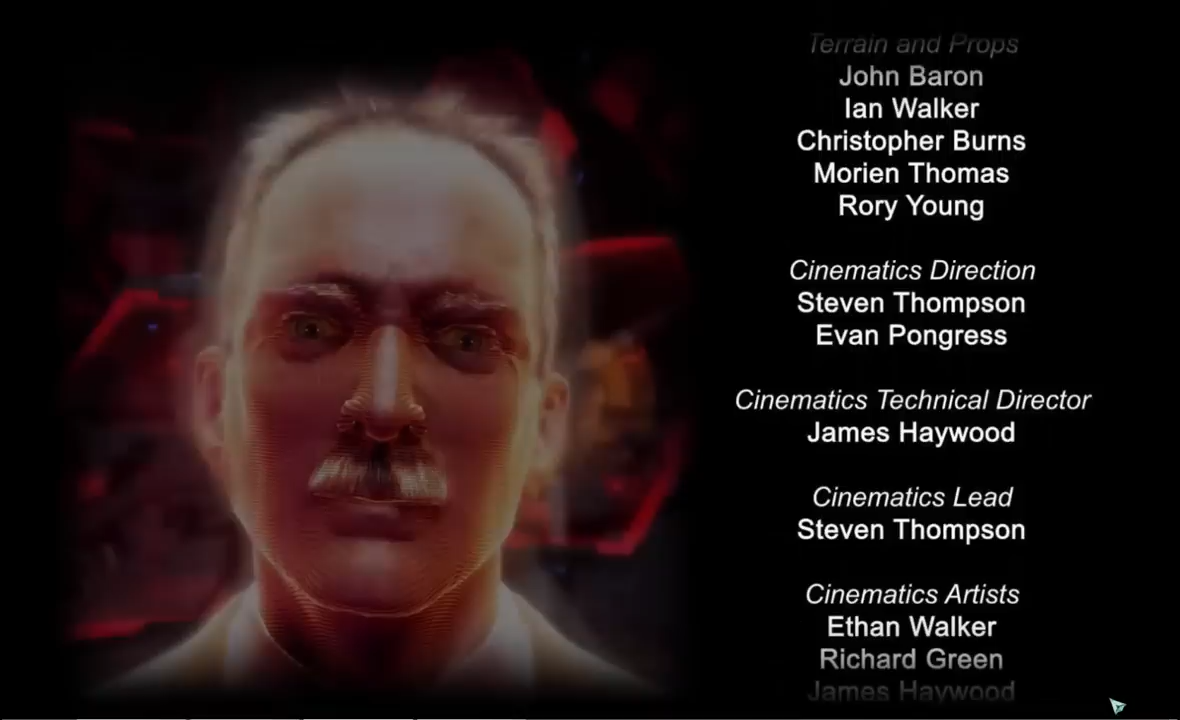 Terrain and Props
John Baron
Ian Walker
Christopher Burns
Morien Thomas
Rory Young
Cinematics Direction
Steven Thompson
Evan Pongress
Cinematics Technical Director
James Haywood
Cinematics Lead
Steven Thompson
Cinematics Artists
Ethan Walker
Richard Green
James Haywood